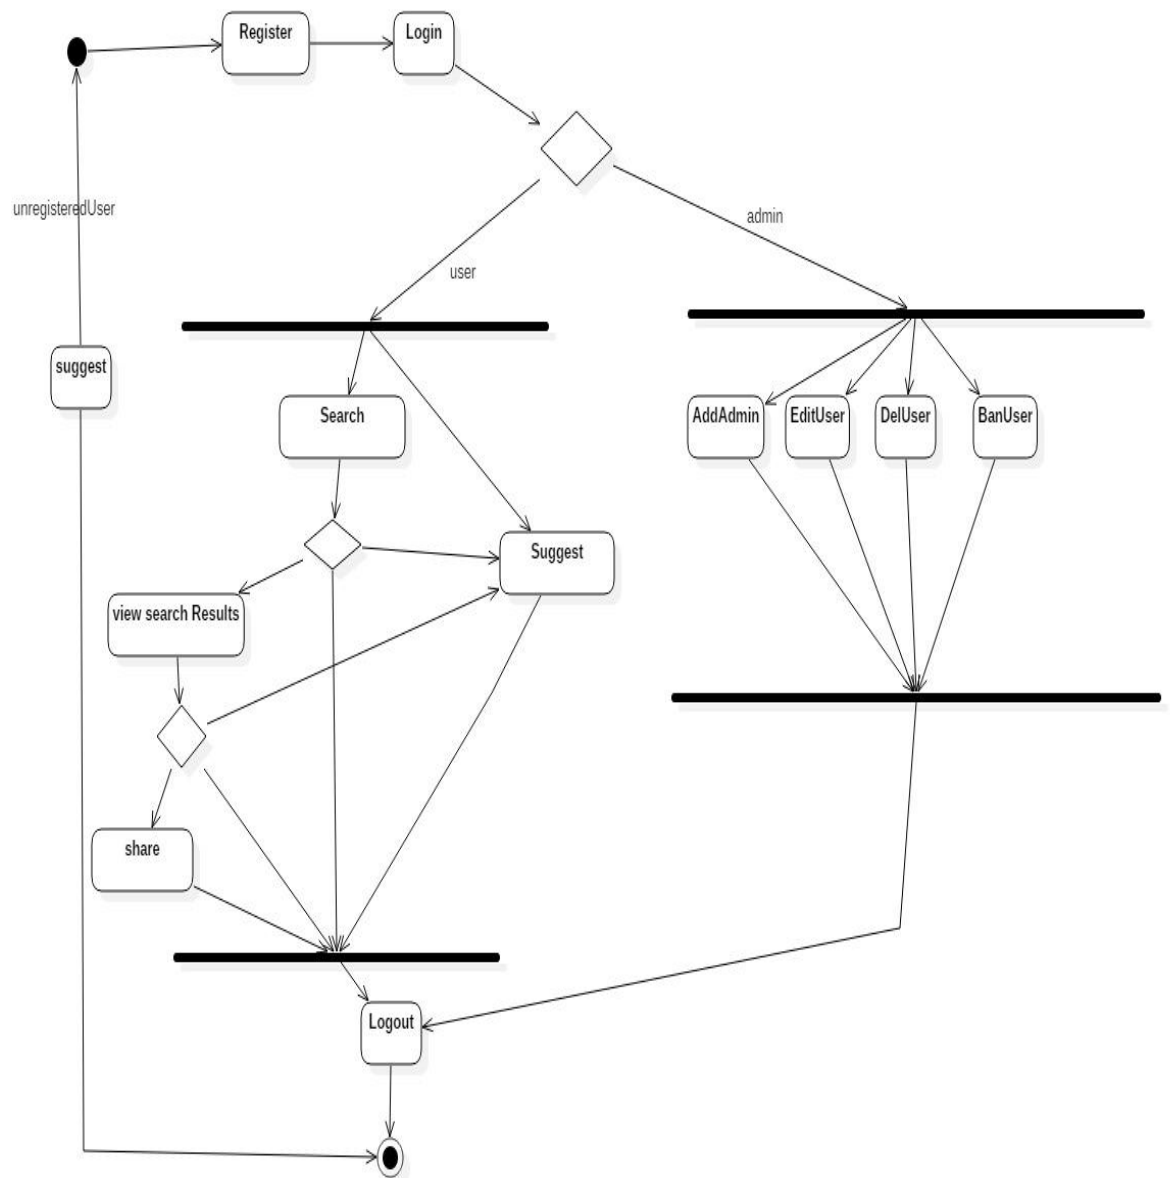 Register
Login
unregisteredUser
admin
user
suggest
Search
AddAdmin
EditUser
DelUser
BanUser
Suggest
view search Results
share
Logout